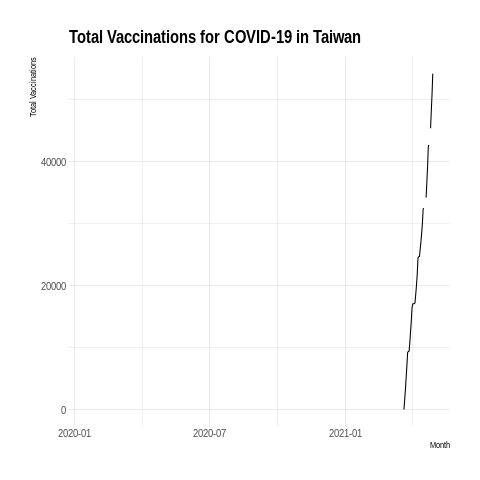 Total Vaccinations for COVID-19 in Taiwan
Total Vaccinations
40000
20000
0
2020-01
2020-07
2021-01
Month